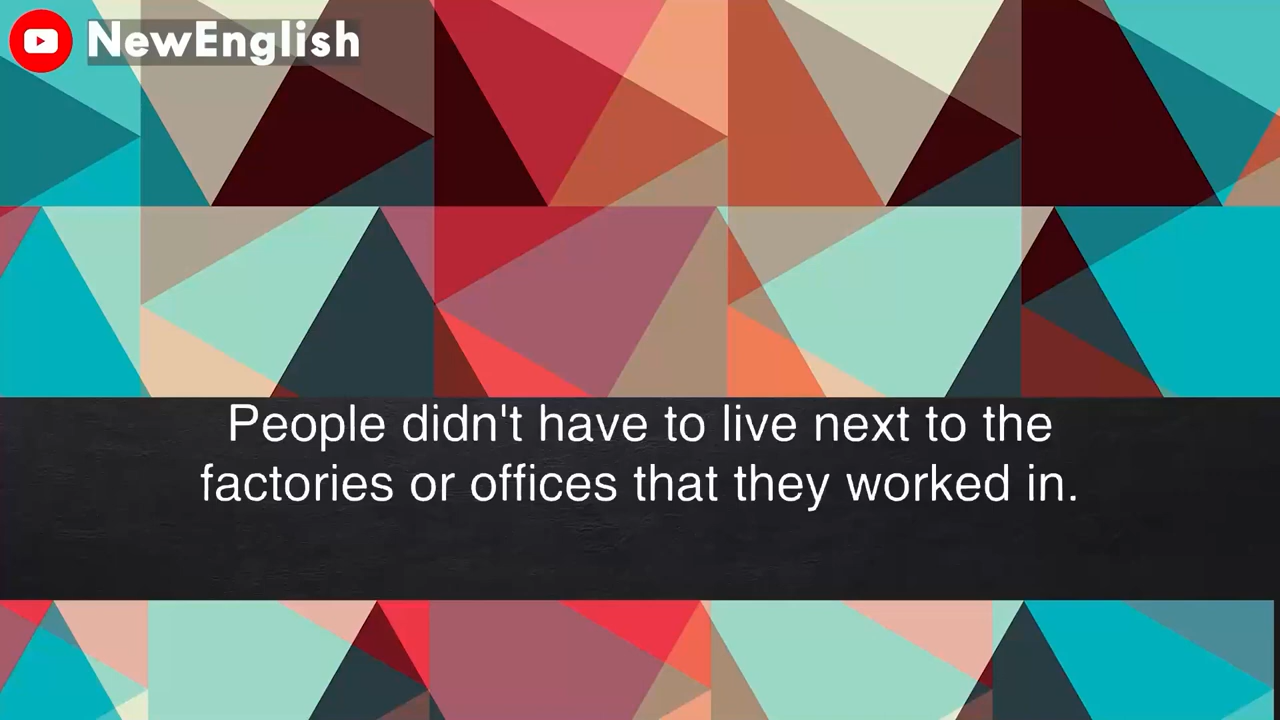 NewEnglish
People didn't have to live next to the
factories or offices that they worked in.